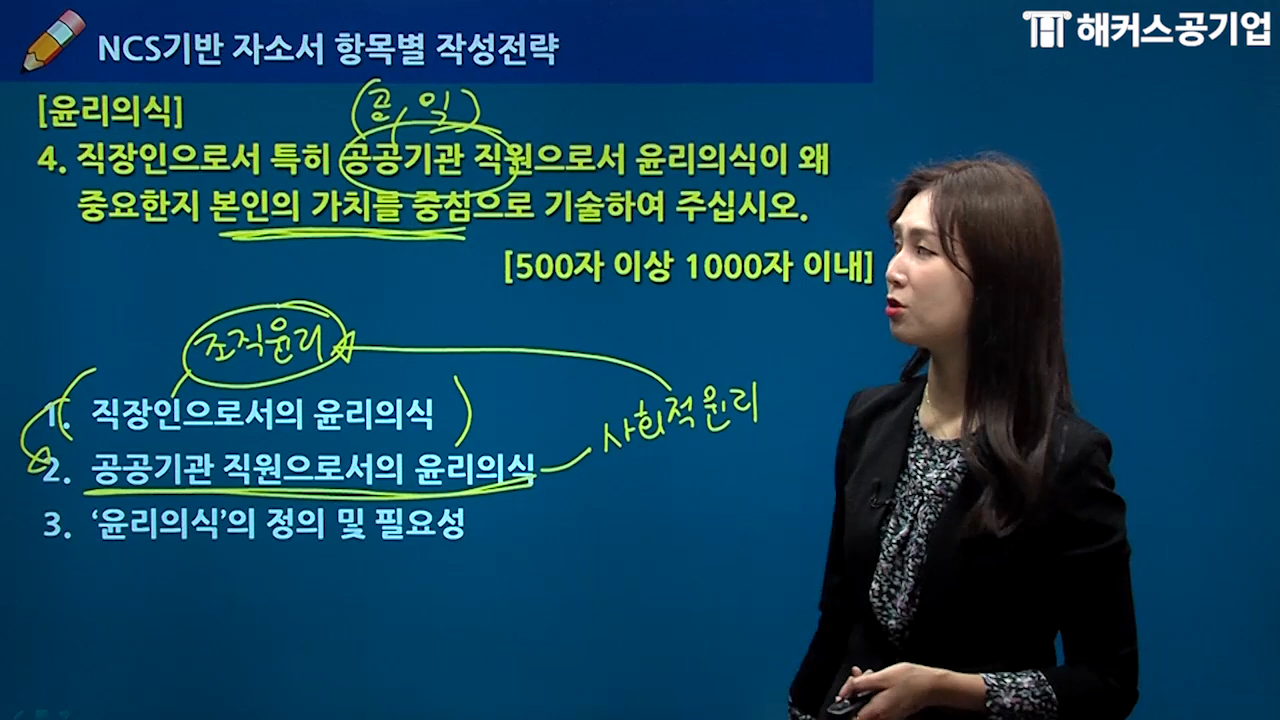 NCS기반 자소서 항목별 작성전략
해커스공기업
[윤리의식]
(공, 익)
4. 직장인으로서 특히 공공기관 직원으로서 윤리의식이 왜
중요한지 본인의 가치를 중심으로 기술하여 주십시오.
[500자 이상 1000자 이내]
조직윤리
1. 직장인으로서의 윤리의식
사회적윤리
2. 공공기관 직원으로서의 윤리의식
3. ‘윤리의식’의 정의 및 필요성